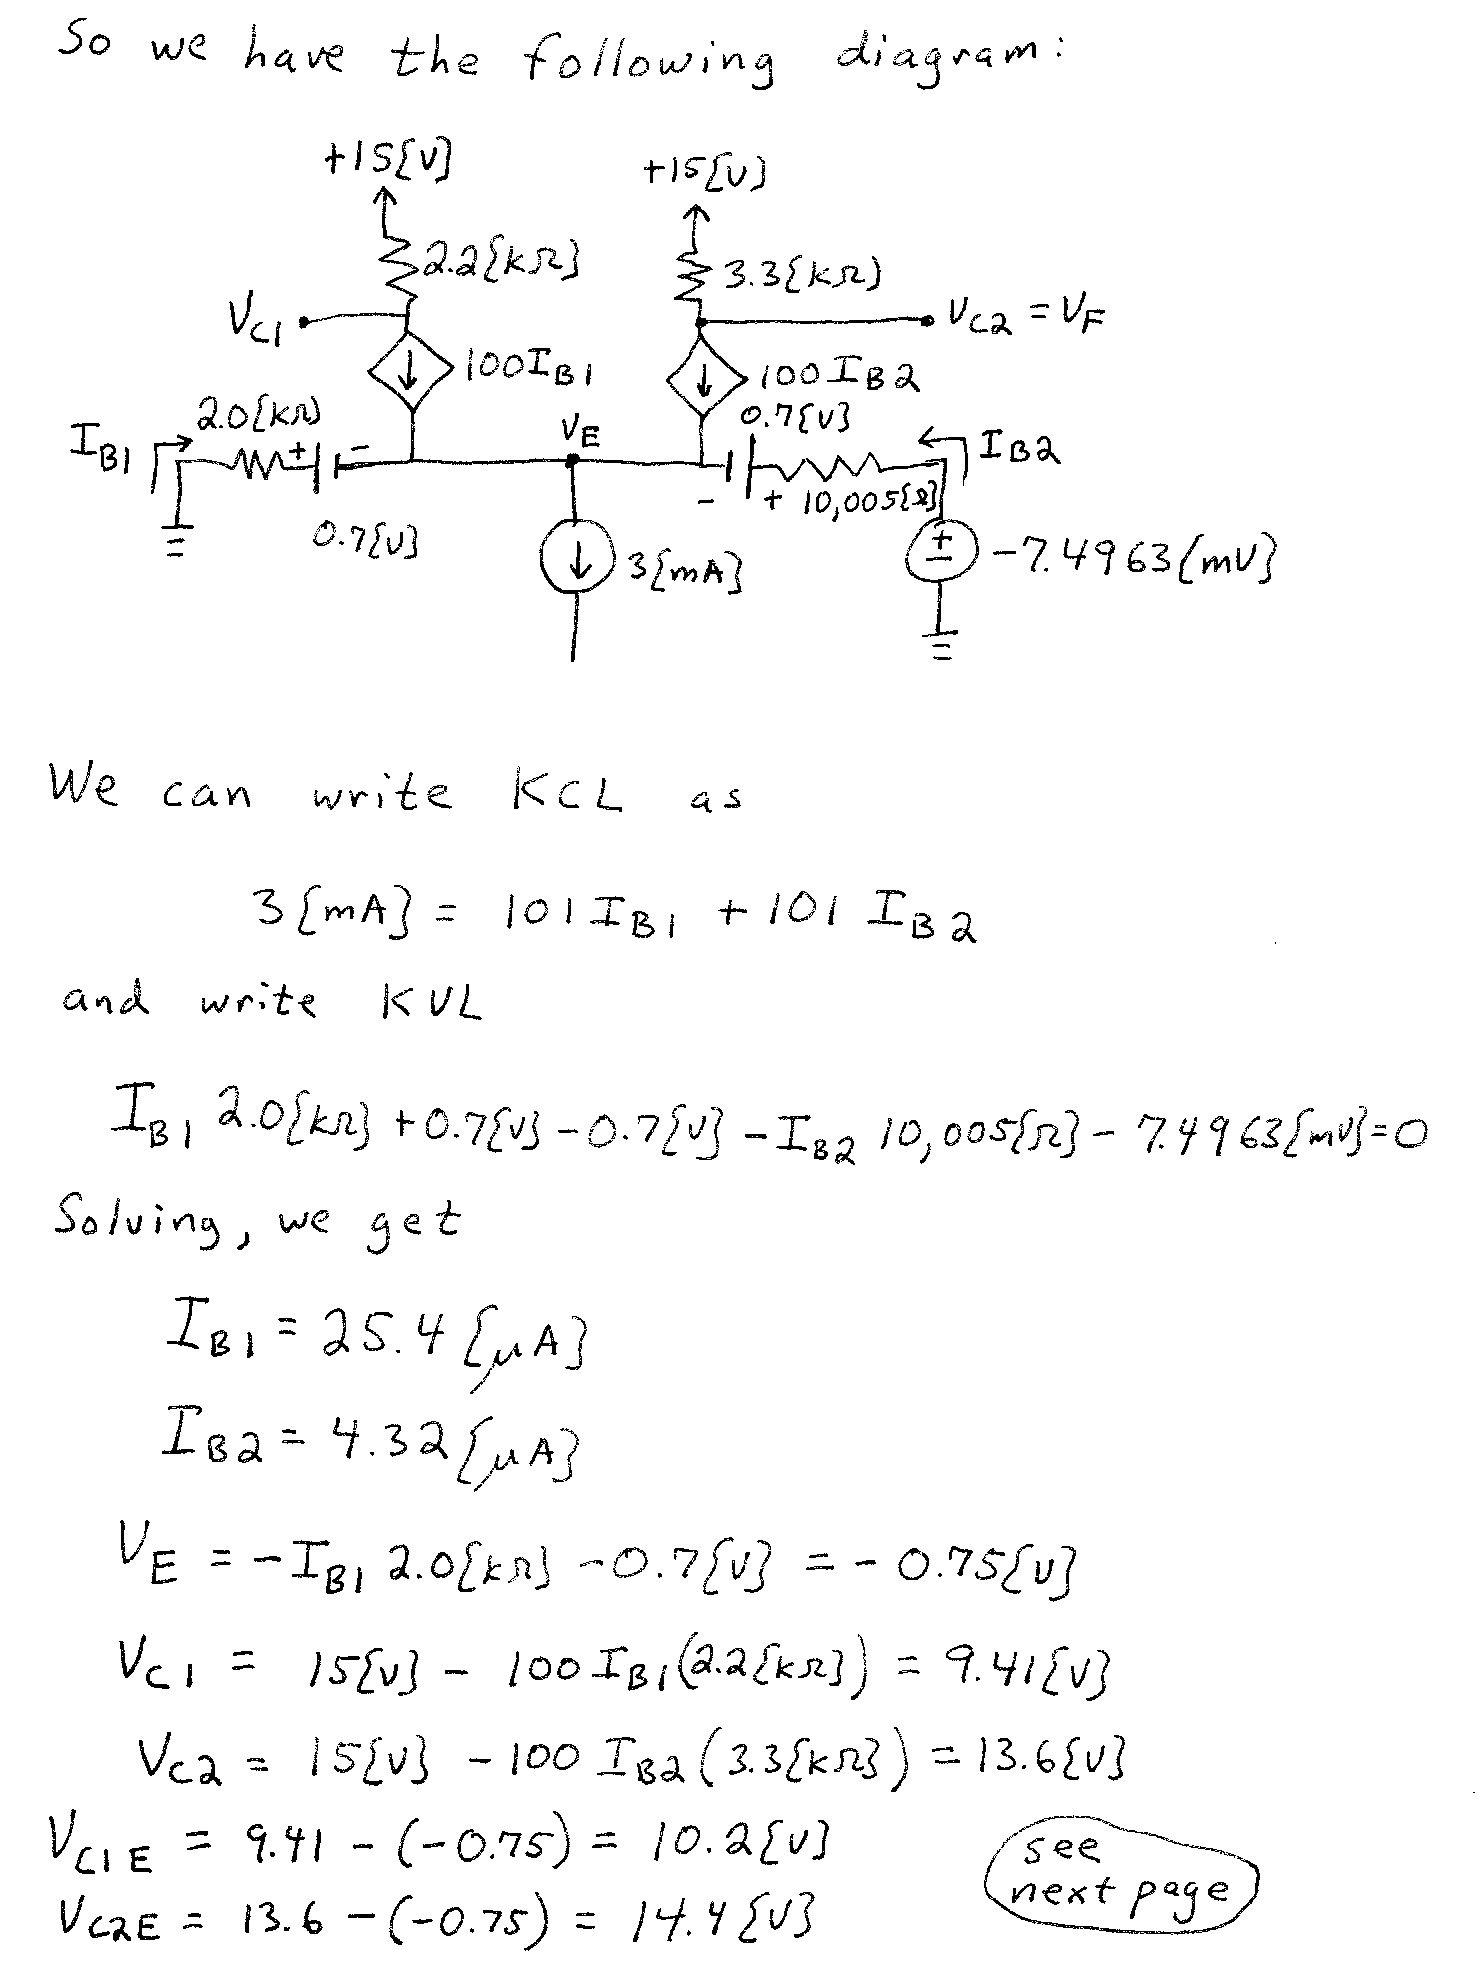 So we have the following diagram:
+15[V] +15[V]
2.2[kΩ] 3.3[kΩ]
VC1 VC2 = VF
100IB1 100IB2
2.0[kΩ] VE 0.7[V]
IB1 + - IB2
- + 10,005[Ω]
0.7[V] 3[mA] + - -7.4963[mV]
We can write KCL as
3[mA] = 101 IB1 + 101 IB2
and write KVL
IB1 2.0[kΩ] +0.7[V] -0.7[V] - IB2 10,005[Ω] - 7.4963[mV]=0
Solving, we get
IB1 = 25.4 [μA]
IB2 = 4.32 [μA]
VE = -IB1 2.0[kΩ] -0.7[V] = -0.75[V]
VC1 = 15[V] - 100 IB1(2.2[kΩ]) = 9.41[V]
VC2 = 15[V] -100 IB2(3.3[kΩ]) = 13.6[V]
VC1E = 9.41 - (-0.75) = 10.2[V]
VC2E = 13.6 -(-0.75) = 14.4[V]
see
next page